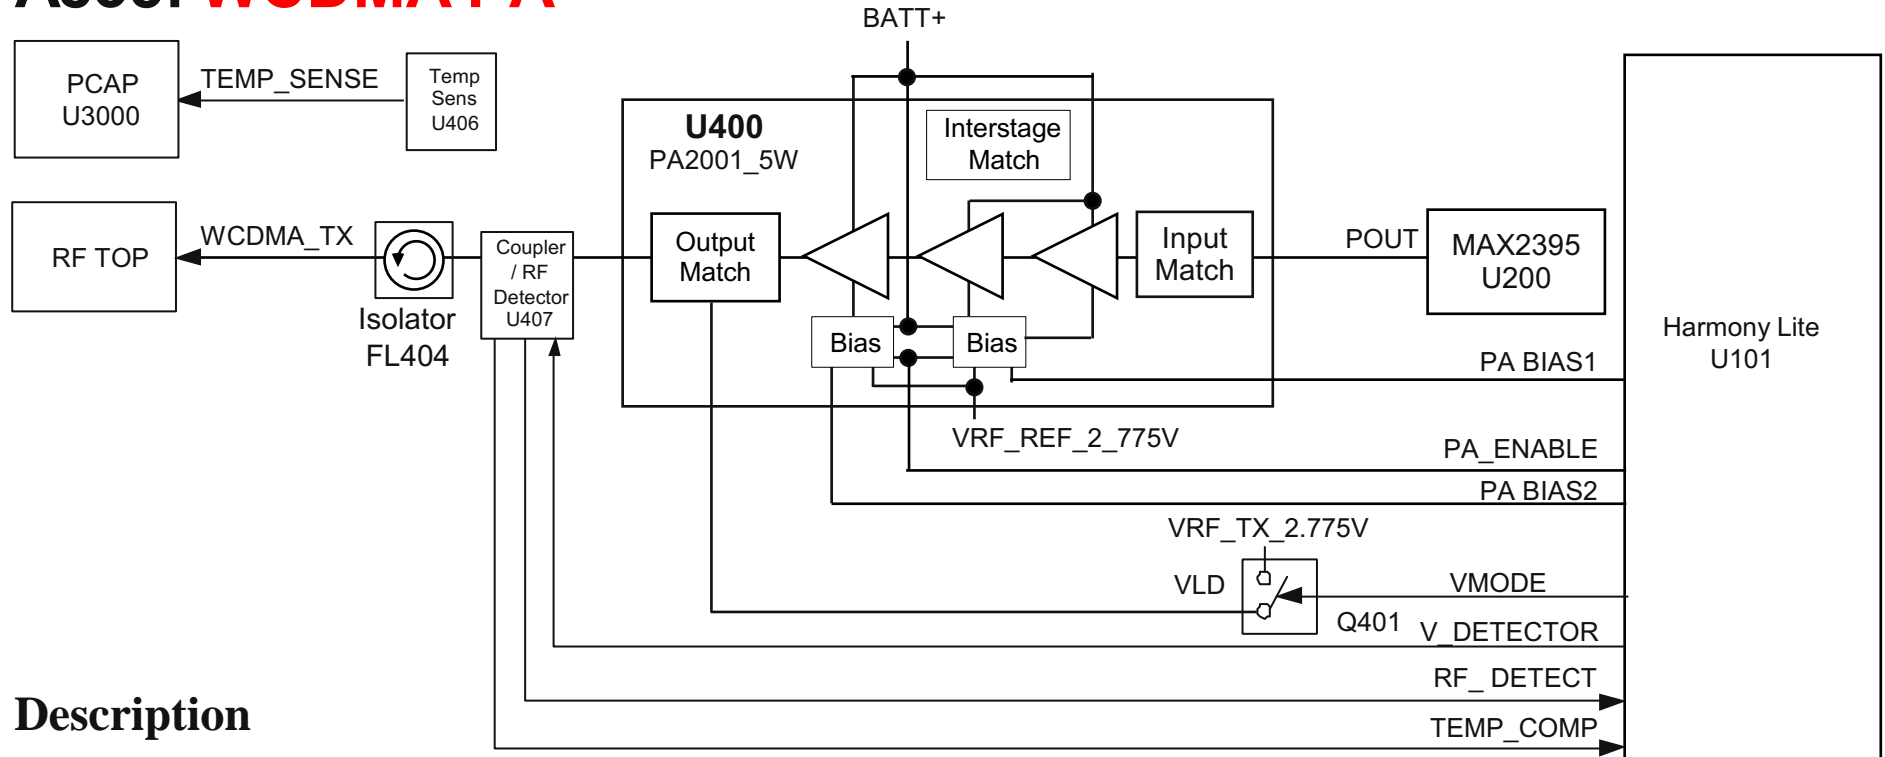 WCDMA PA
BATT+
PCAP
U3000
TEMP_SENSE
Temp
Sens
U406
U400
PA2001_5W
Interstage
Match
RF TOP
WCDMA_TX
Isolator
FL404
Coupler
/ RF
Detector
U407
Output
Match
Input
Match
POUT
MAX2395
U200
Harmony Lite
U101
Bias
Bias
PA BIAS1
VRF_REF_2_775V
PA_ENABLE
PA BIAS2
VRF_TX_2.775V
VLD
VMODE
Q401
V_DETECTOR
RF_ DETECT
TEMP_COMP
Description